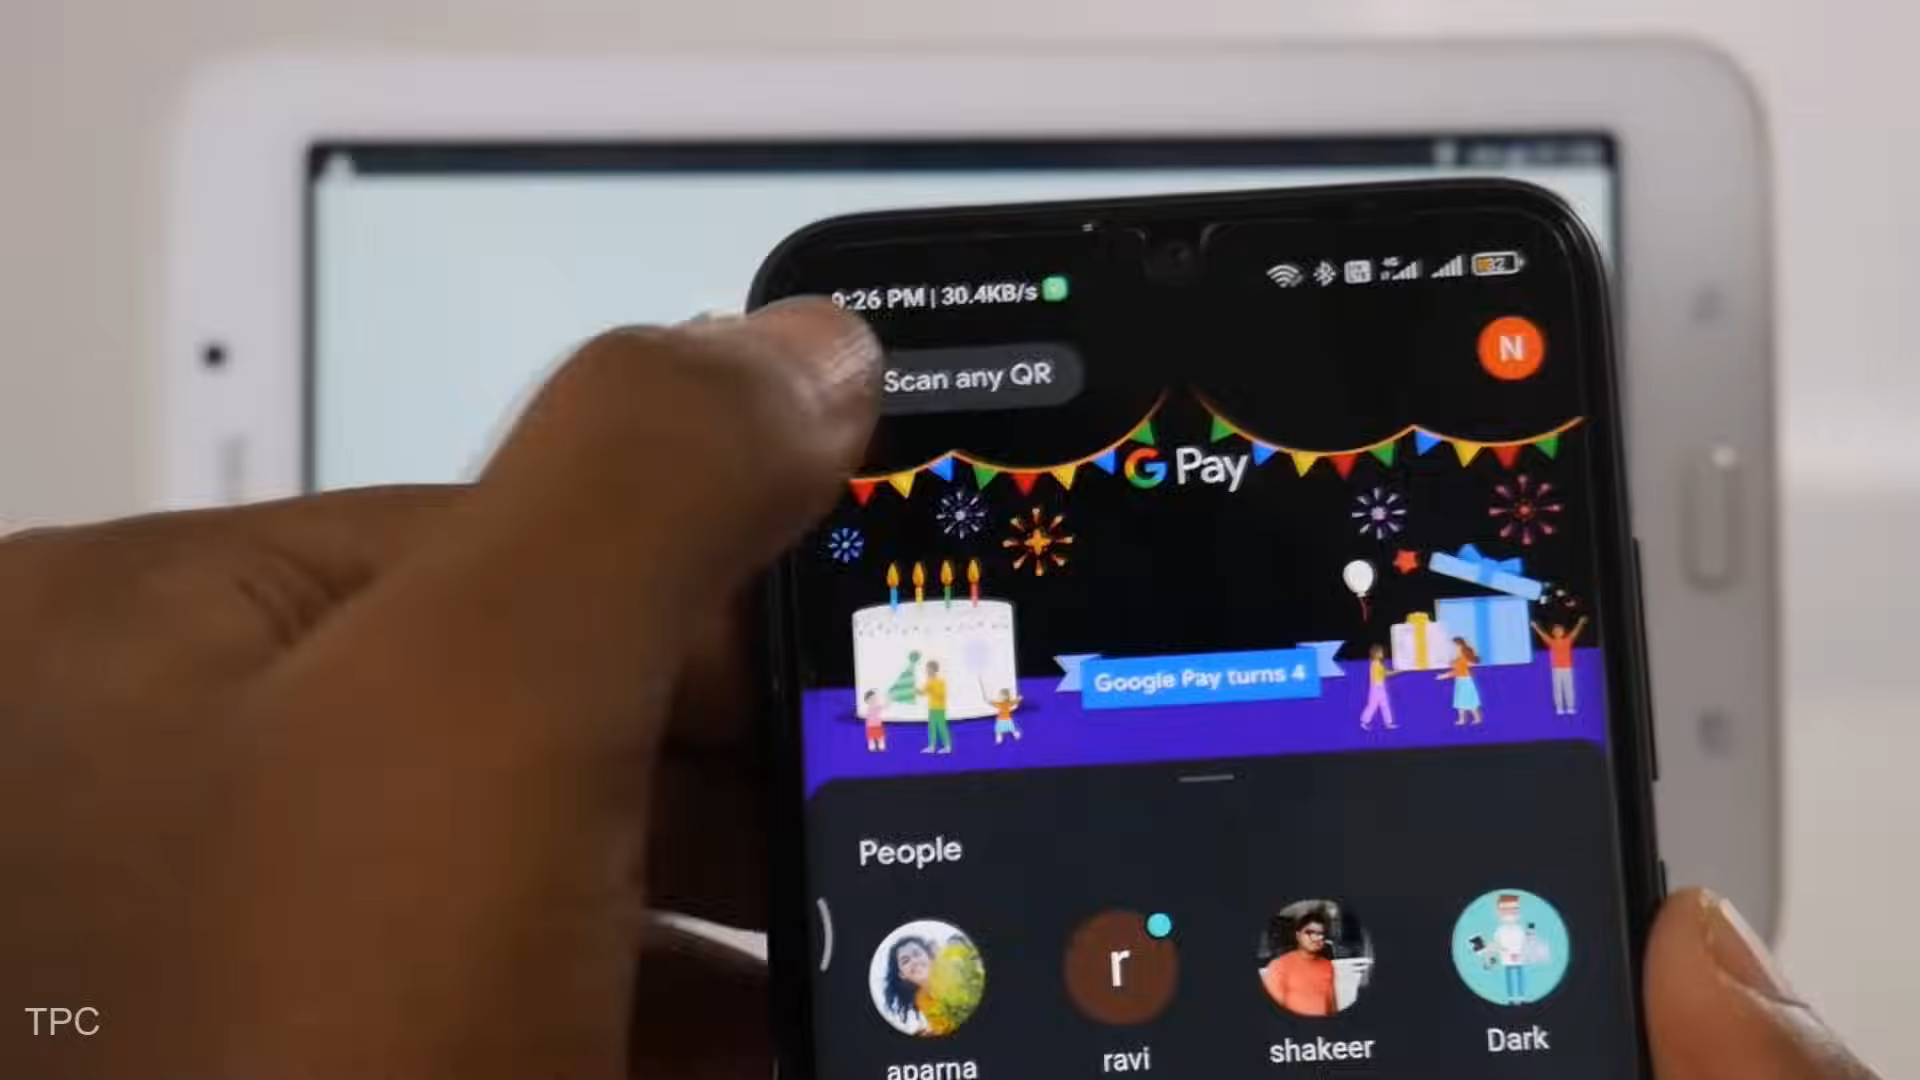 9:26 PM | 30.4KB/s
82
Scan any QR
N
G Pay
Google Pay turns 4
People
r
aparna
ravi
shakeer
Dark
TPC